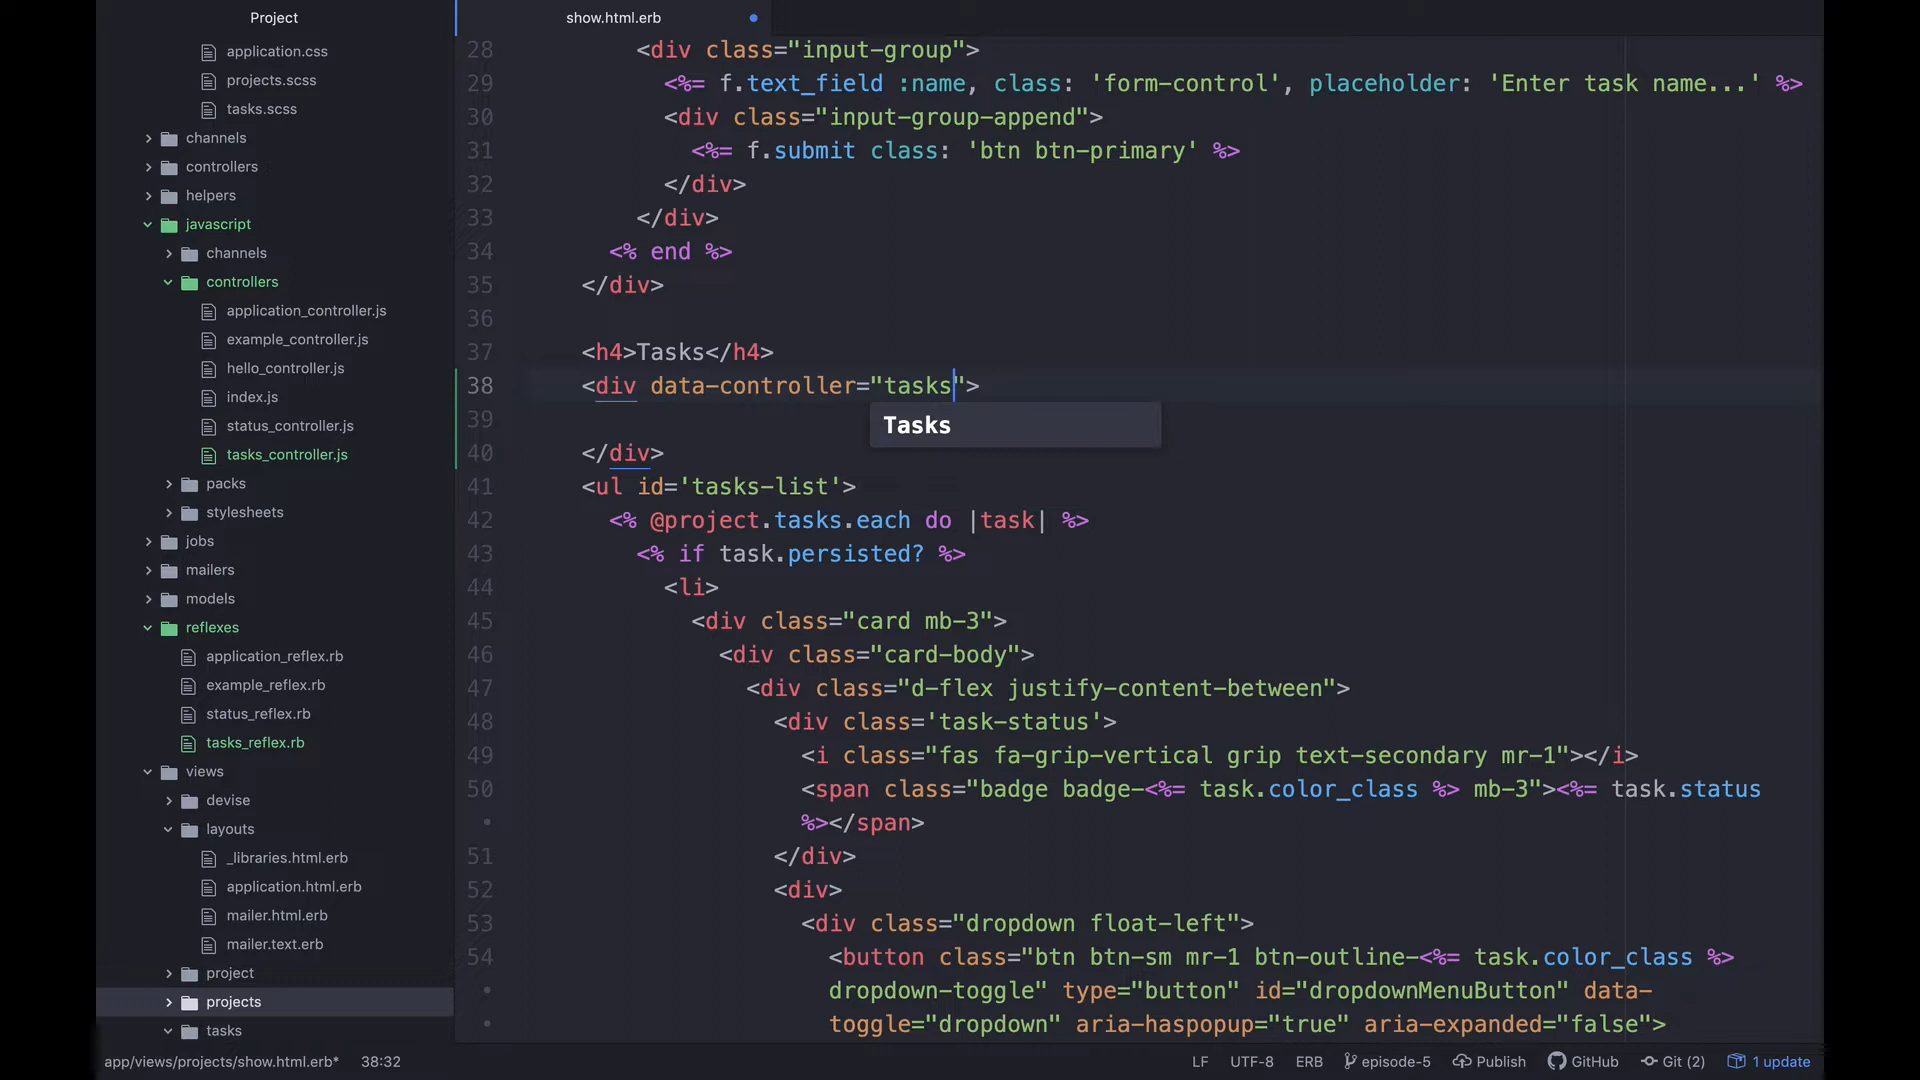 Project
application.css
projects.scss
tasks.scss
channels
controllers
helpers
javascript
channels
controllers
application_controller.js
example_controller.js
hello_controller.js
index.js
status_controller.js
tasks_controller.js
packs
stylesheets
jobs
mailers
models
reflexes
application_reflex.rb
example_reflex.rb
status_reflex.rb
tasks_reflex.rb
views
devise
layouts
_libraries.html.erb
application.html.erb
mailer.html.erb
mailer.text.erb
project
projects
tasks
show.html.erb
28 <div class="input-group">
29 <%= f.text_field :name, class: 'form-control', placeholder: 'Enter task name...' %>
30 <div class="input-group-append">
31 <%= f.submit class: 'btn btn-primary' %>
32 </div>
33 </div>
34 <% end %>
35 </div>
36
37 <h4>Tasks</h4>
38 <div data-controller="tasks">
39
Tasks
40 </div>
41 <ul id='tasks-list'>
42 <% @project.tasks.each do |task| %>
43 <% if task.persisted? %>
44 <li>
45 <div class="card mb-3">
46 <div class="card-body">
47 <div class="d-flex justify-content-between">
48 <div class='task-status'>
49 <i class="fas fa-grip-vertical grip text-secondary mr-1"></i>
50 <span class="badge badge-<%= task.color_class %> mb-3"><%= task.status
• %></span>
51 </div>
52 <div>
53 <div class="dropdown float-left">
54 <button class="btn btn-sm mr-1 btn-outline-<%= task.color_class %>
• dropdown-toggle" type="button" id="dropdownMenuButton" data-
• toggle="dropdown" aria-haspopup="true" aria-expanded="false">
app/views/projects/show.html.erb* 38:32 LF UTF-8 ERB episode-5 Publish GitHub Git (2) 1 update